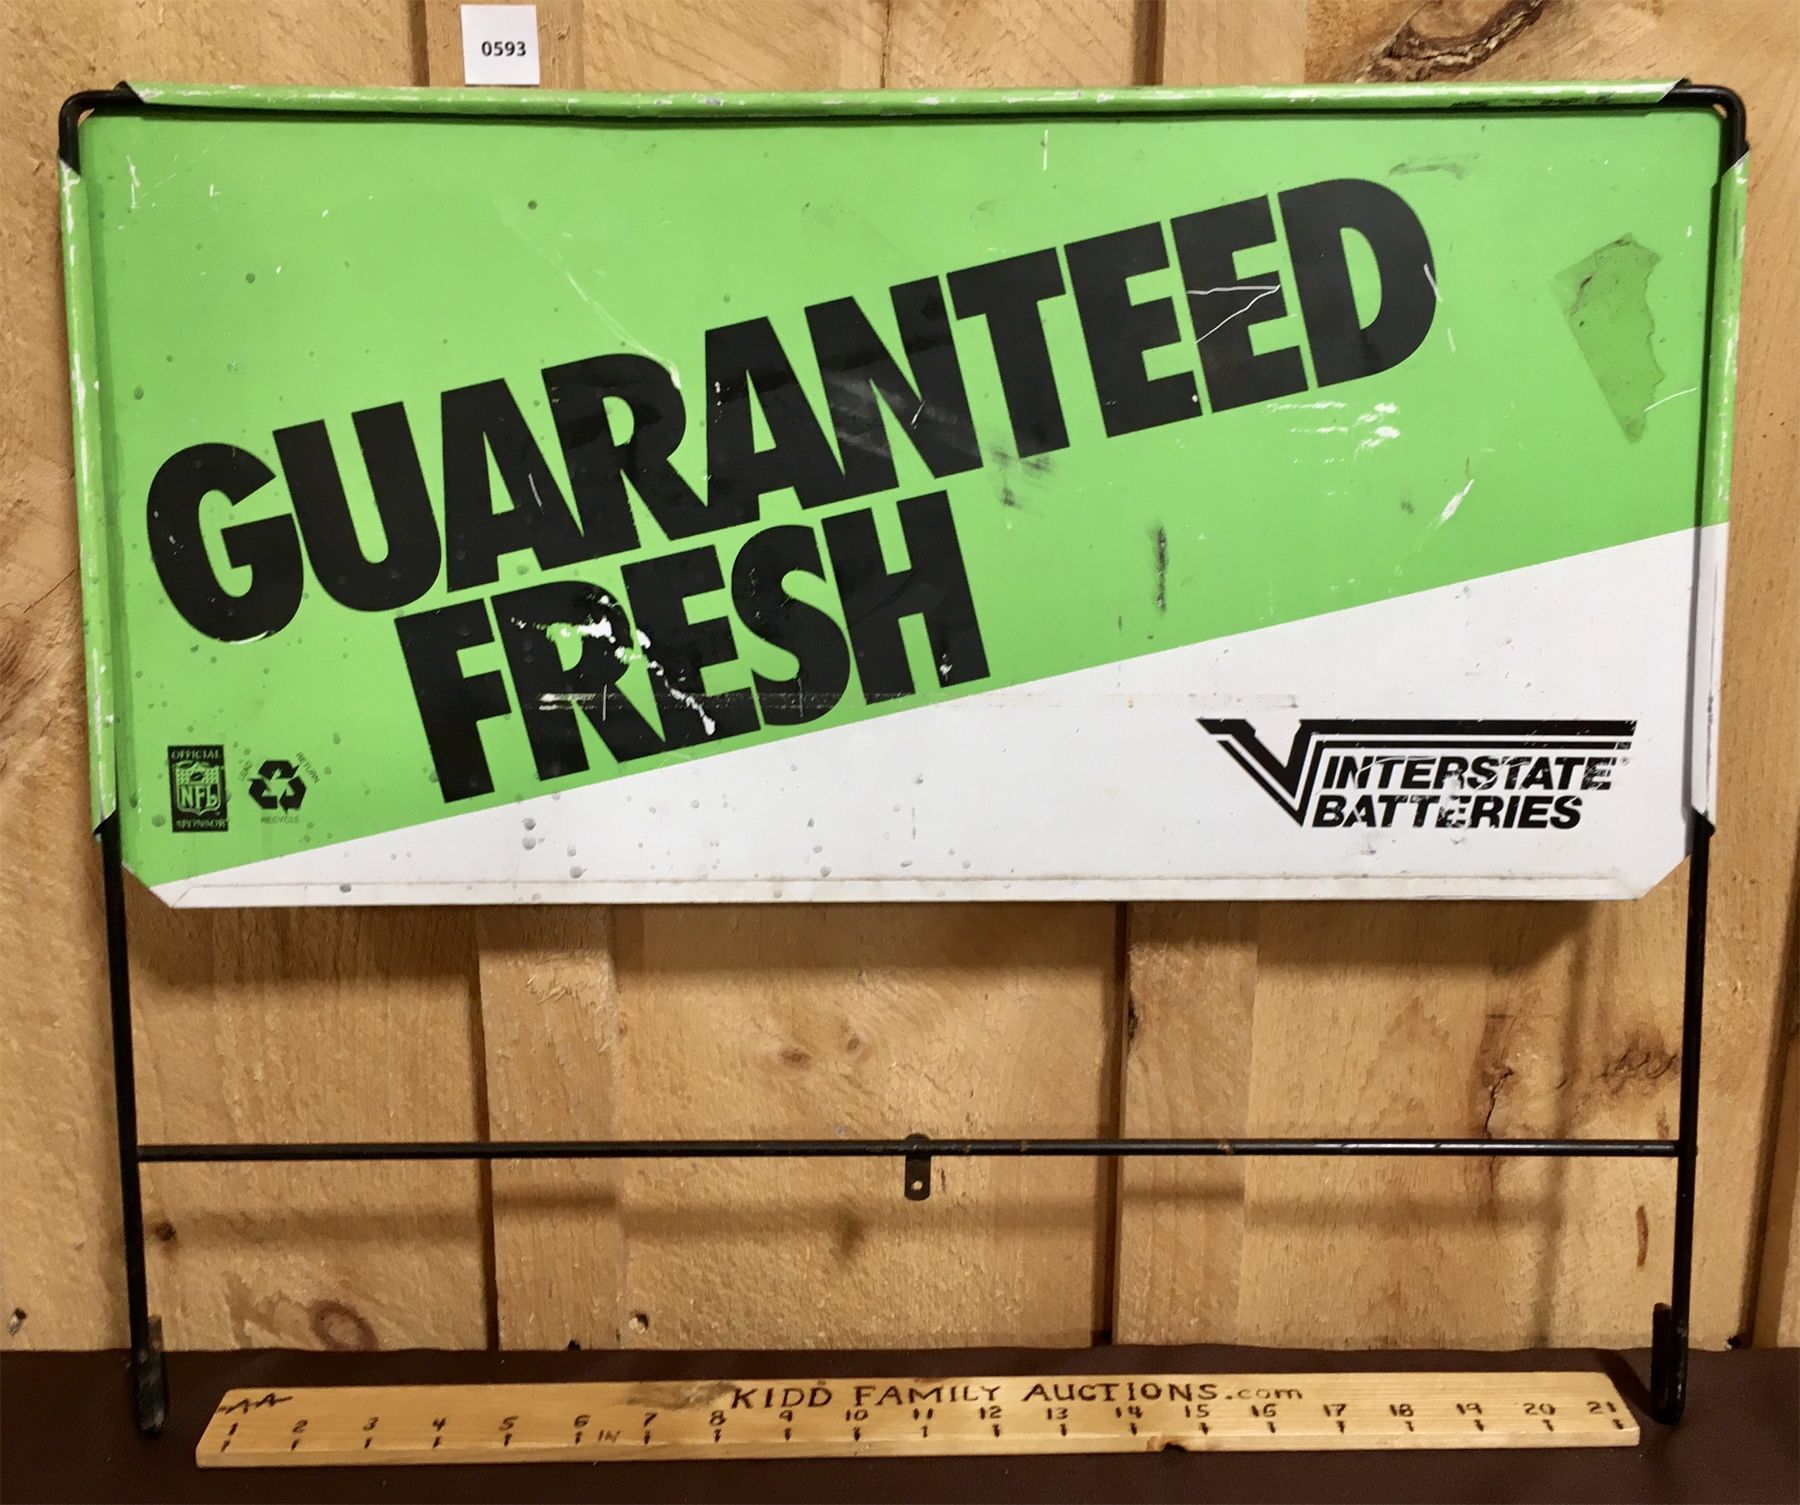 0593
GUARANTEED
FRESH
OFFICIAL
NFL
SPONSOR
LEAD
RETURN
RECYCLE
INTERSTATE®
BATTERIES
KIDD FAMILY AUCTIONS.com
1 2 3 4 5 6 IN 7 8 9 10 11 12 13 14 15 16 17 18 19 20 21